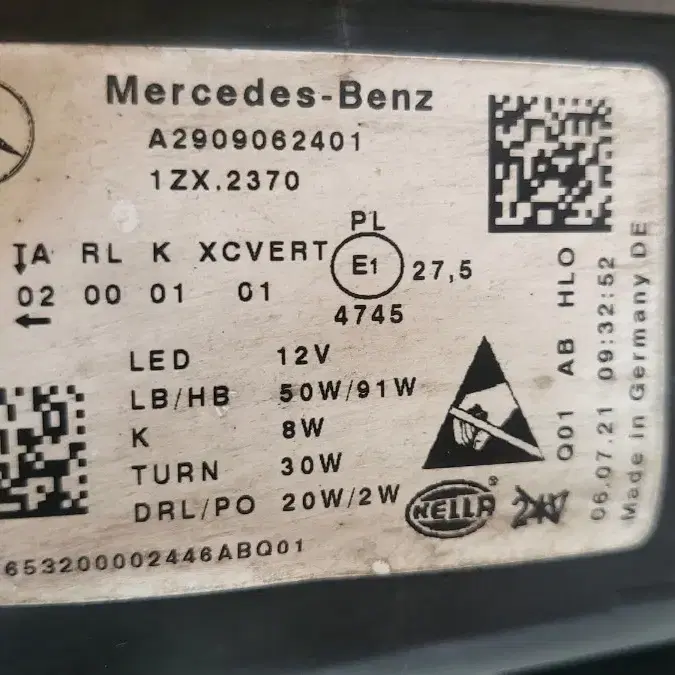 Mercedes-Benz
A2909062401
1ZX.2370
PL
1A RL K XCVERT E1 27,5
02 00 01 01
4745
LED 12V
LB/HB 50W/91W
K 8W
TURN 30W
DRL/PO 20W/2W
HELLA ®
653200002446ABQ01
Q01 AB HLO
06.07.21 09:32:52
Made in Germany DE